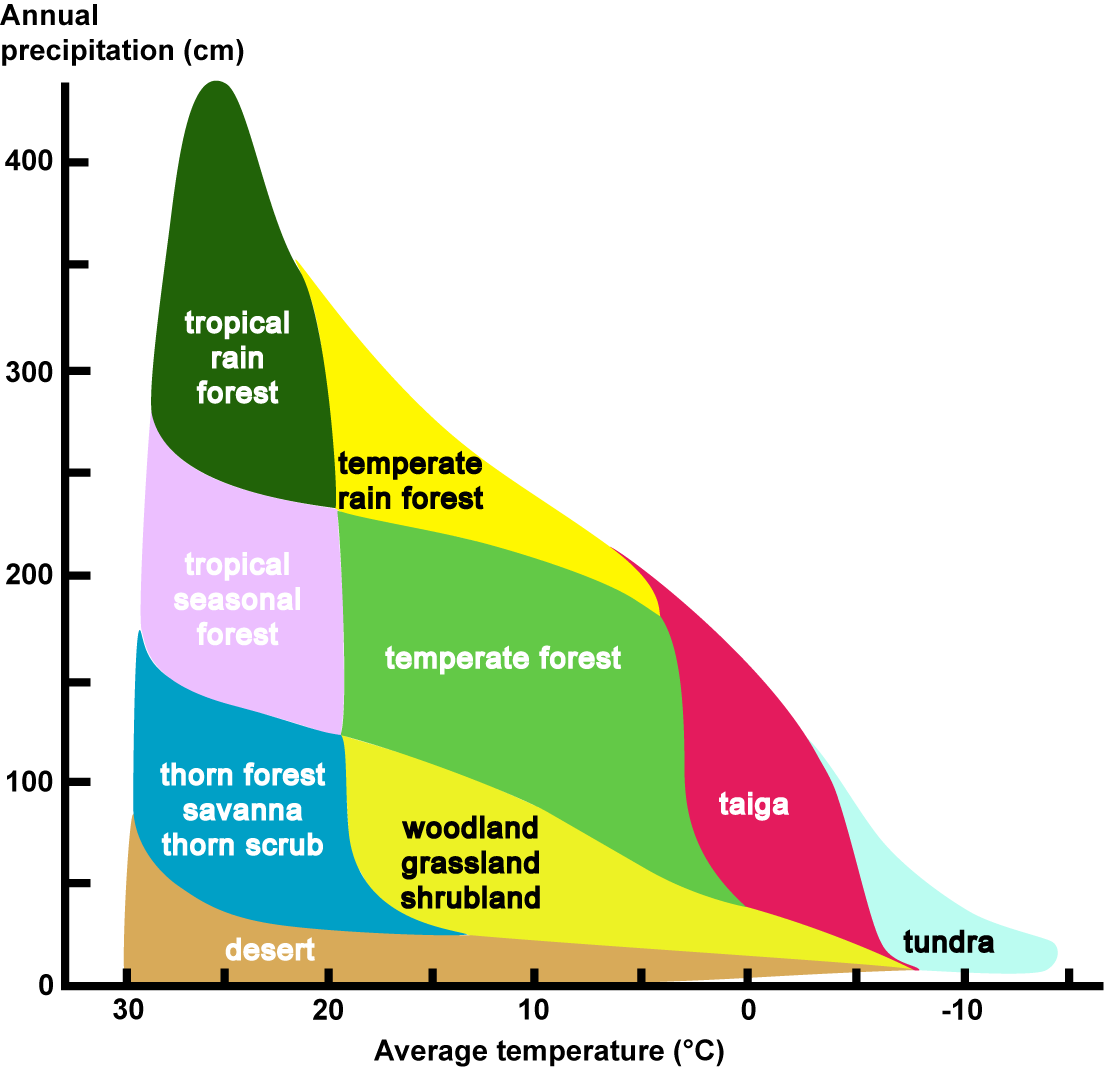 Annual
precipitation (cm)
400
300
200
100
0
tropical
rain
forest
temperate
rain forest
tropical
seasonal
forest
temperate forest
thorn forest
savanna
thorn scrub
woodland
grassland
shrubland
taiga
desert
tundra
30 20 10 0 -10
Average temperature (°C)